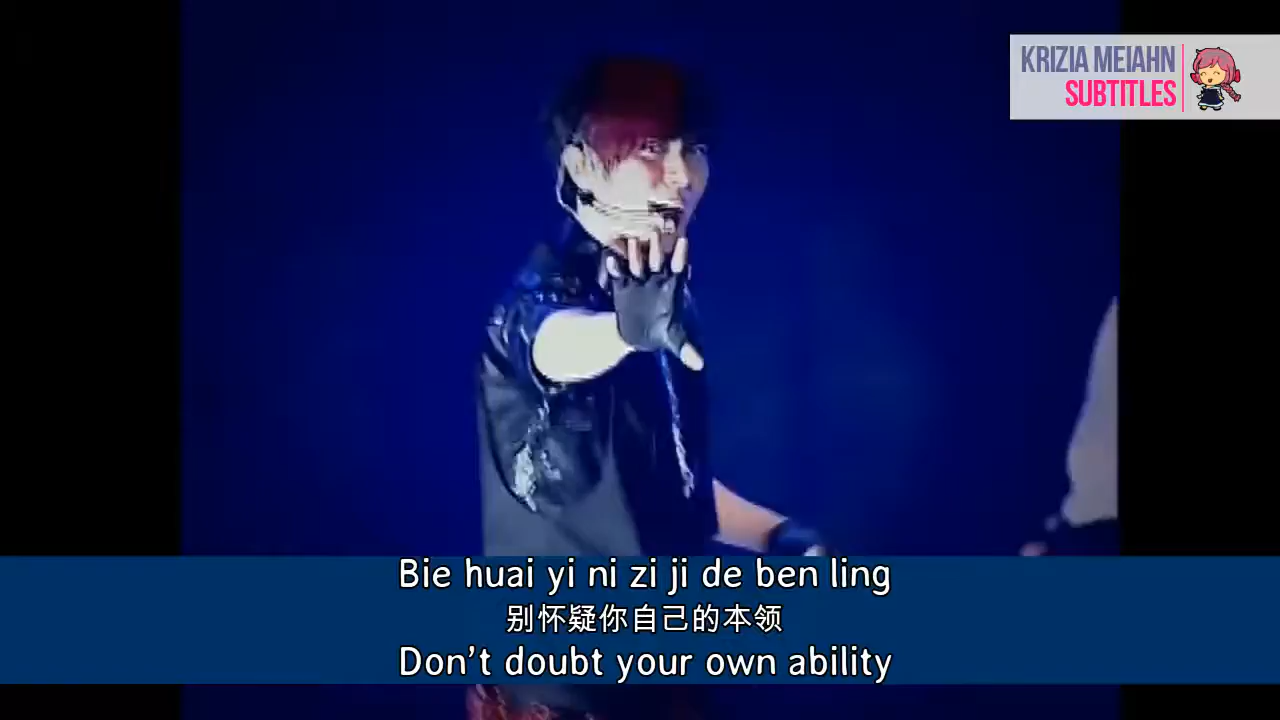 KRIZIA MEIAHN
SUBTITLES
Bie huai yi ni zi ji de ben ling
别怀疑你自己的本领
Don't doubt your own ability